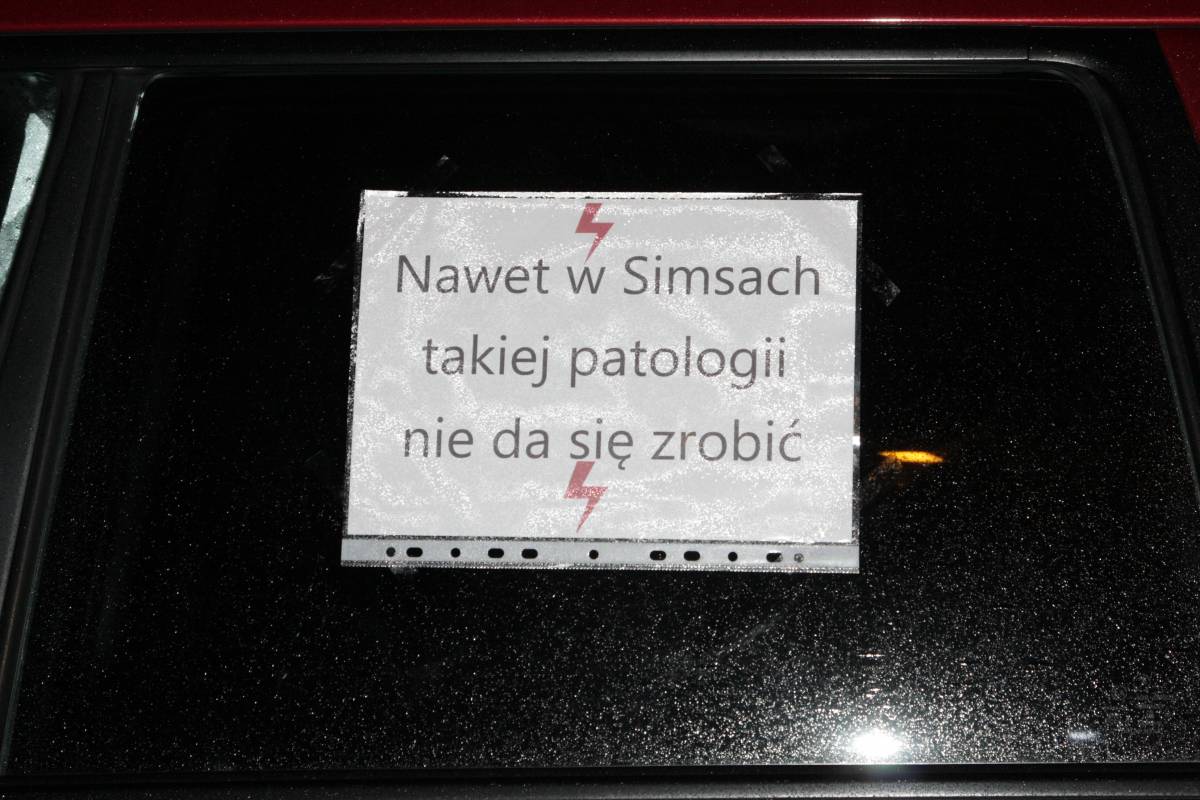 Nawet w Simsach
takiej patologii
nie da się zrobić